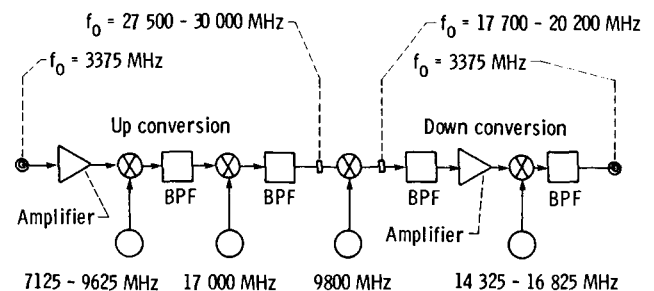 f₀ = 27 500 - 30 000 MHz
f₀ = 17 700 - 20 200 MHz
f₀ = 3375 MHz
f₀ = 3375 MHz
Up conversion
Down conversion
BPF
BPF
BPF
BPF
Amplifier
Amplifier
7125 - 9625 MHz
17 000 MHz
9800 MHz
14 325 - 16 825 MHz